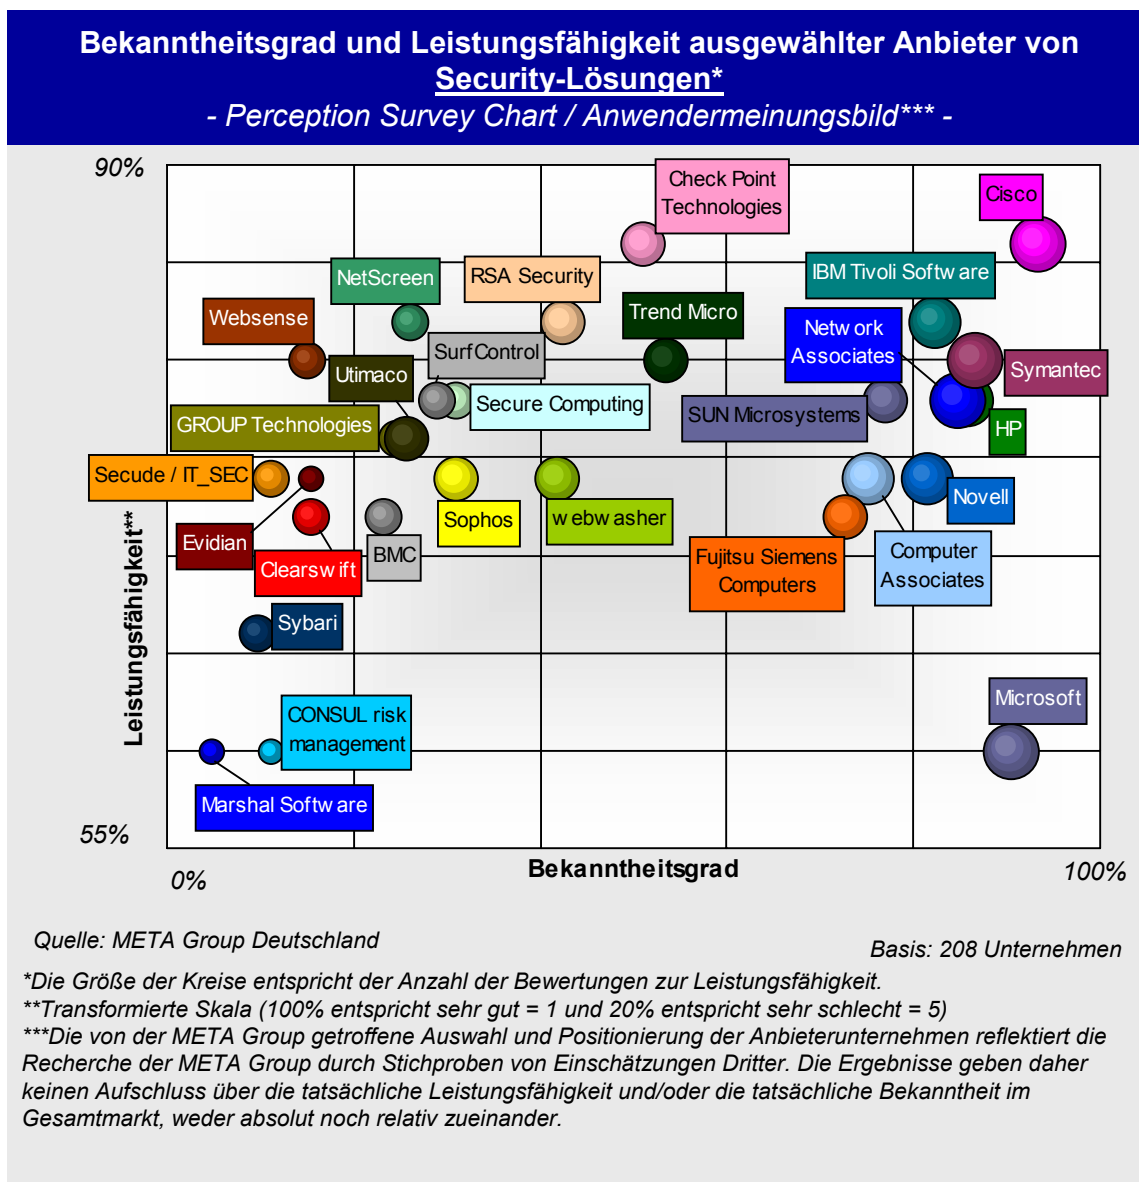 Bekanntheitsgrad und Leistungsfähigkeit ausgewählter Anbieter von
Security-Lösungen*
- Perception Survey Chart / Anwendermeinungsbild*** -
90%
Check Point
Technologies
Cisco
NetScreen
RSA Security
IBM Tivoli Software
Websense
Trend Micro
Network
Associates
SurfControl
Utimaco
Symantec
Secure Computing
SUN Microsystems
GROUP Technologies
HP
Secude / IT_SEC
Sophos
webwasher
Novell
Evidian
BMC
Clearswift
Fujitsu Siemens
Computers
Computer
Associates
Sybari
Leistungsfähigkeit**
CONSUL risk
management
Microsoft
Marshal Software
55%
Bekanntheitsgrad
0%
100%
Quelle: META Group Deutschland
Basis: 208 Unternehmen
*Die Größe der Kreise entspricht der Anzahl der Bewertungen zur Leistungsfähigkeit.
**Transformierte Skala (100% entspricht sehr gut = 1 und 20% entspricht sehr schlecht = 5)
***Die von der META Group getroffene Auswahl und Positionierung der Anbieterunternehmen reflektiert die
Recherche der META Group durch Stichproben von Einschätzungen Dritter. Die Ergebnisse geben daher
keinen Aufschluss über die tatsächliche Leistungsfähigkeit und/oder die tatsächliche Bekanntheit im
Gesamtmarkt, weder absolut noch relativ zueinander.